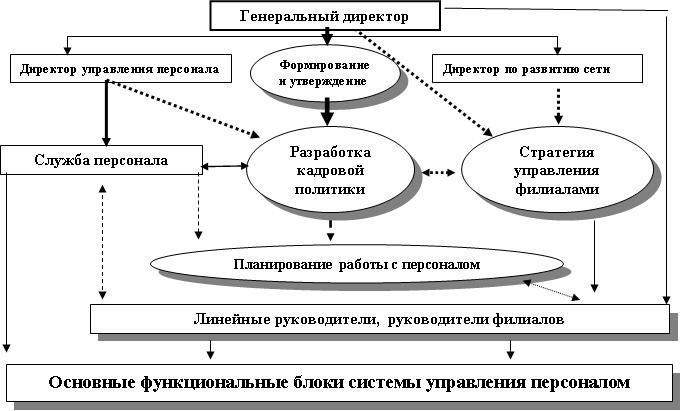 Генеральный директор
Директор управления персонала
Формирование
и утверждение
Директор по развитию сети
Служба персонала
Разработка
кадровой
политики
Стратегия
управления
филиалами
Планирование работы с персоналом
Линейные руководители, руководители филиалов
Основные функциональные блоки системы управления персоналом